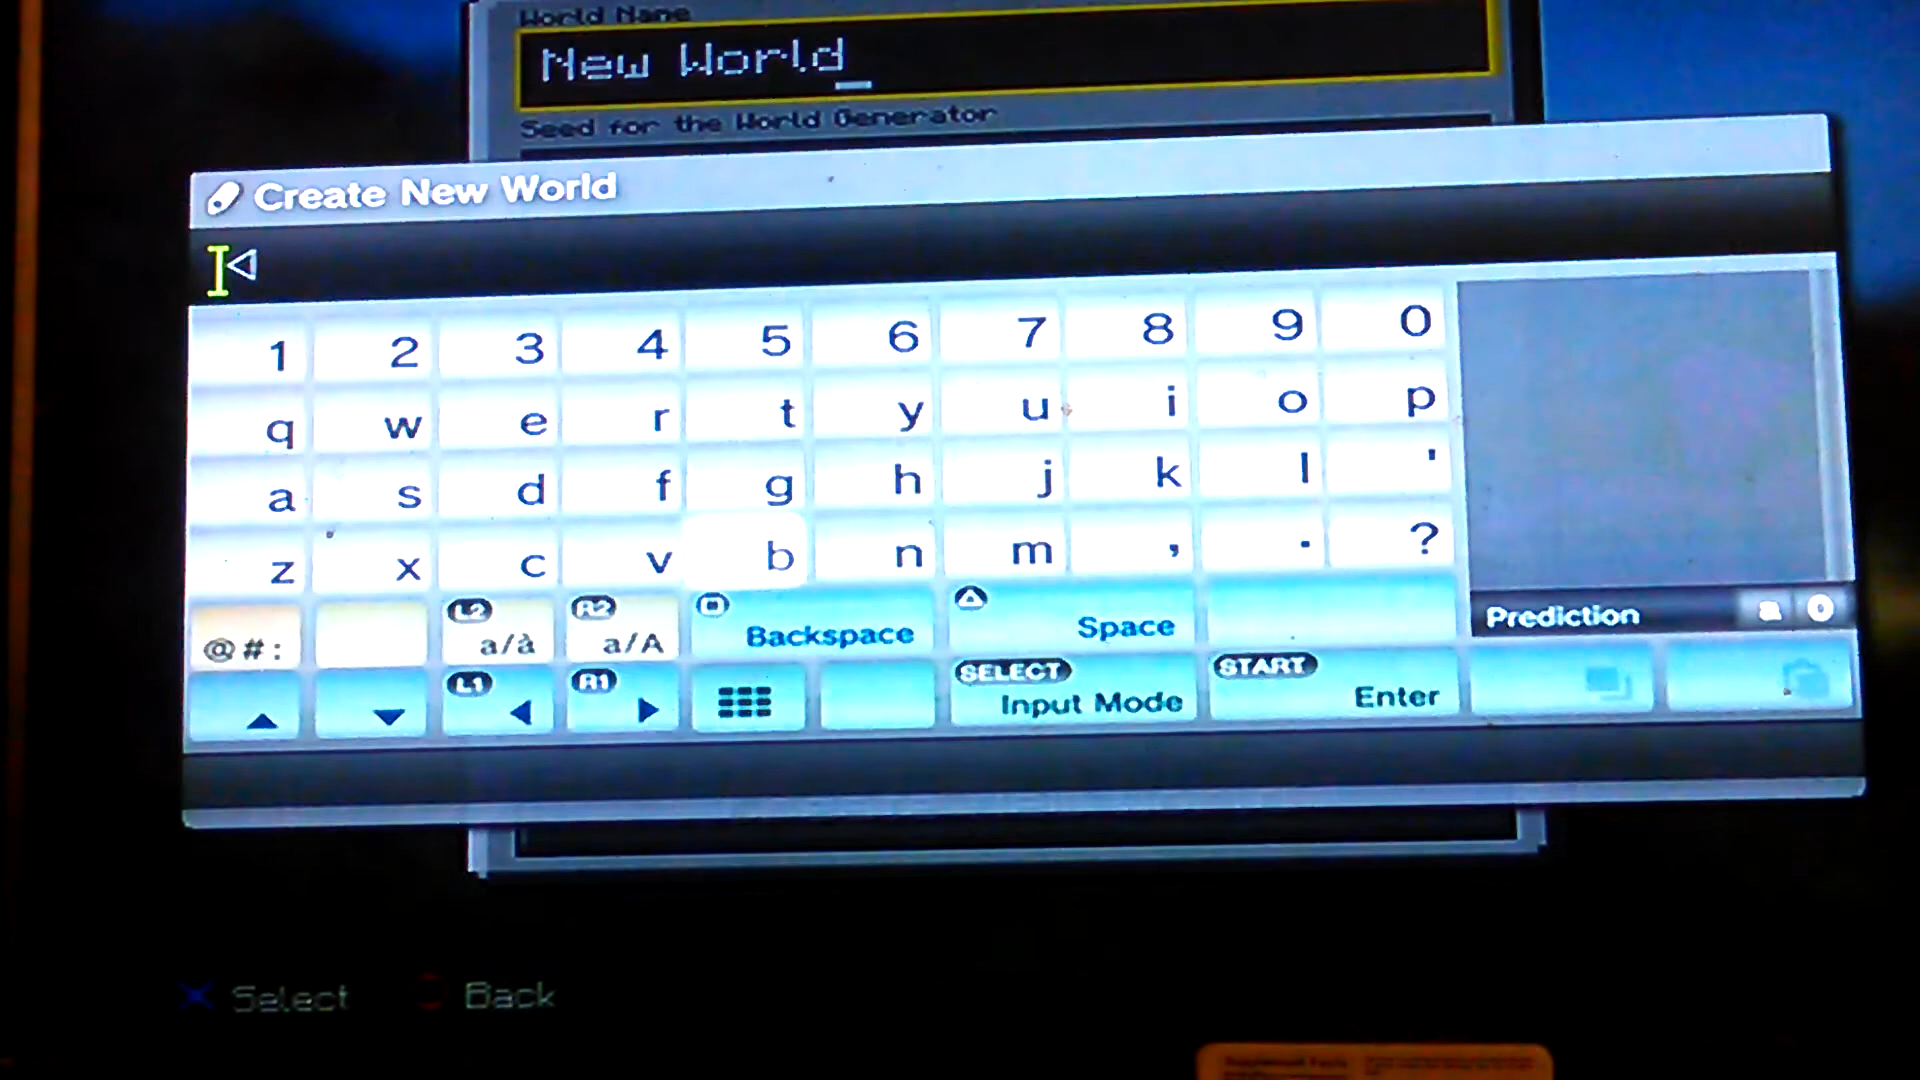 World Name
New World_
Seed for the World Generator
Create New World
1 2 3 4 5 6 7 8 9 0
q w e r t y u i o p
a s d f g h j k l '
z x c v b n m , . ?
@#: L2 a/à R2 a/A Backspace Space
Prediction a
L1 R1 SELECT Input Mode START Enter
Select Back